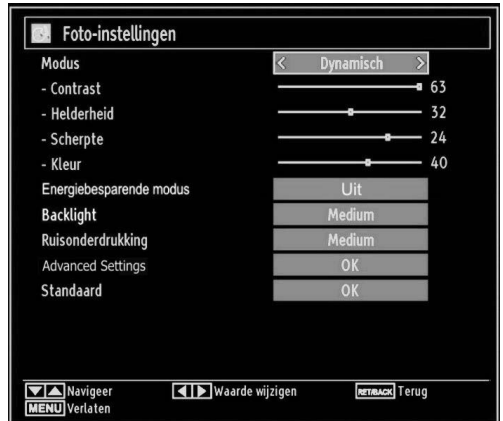 Foto-instellingen
Modus < Dynamisch >
- Contrast 63
- Helderheid 32
- Scherpte 24
- Kleur 40
Energiebesparende modus Uit
Backlight Medium
Ruisonderdrukking Medium
Advanced Settings OK
Standaard OK
Navigeer Waarde wijzigen RET/BACK Terug
MENU Verlaten